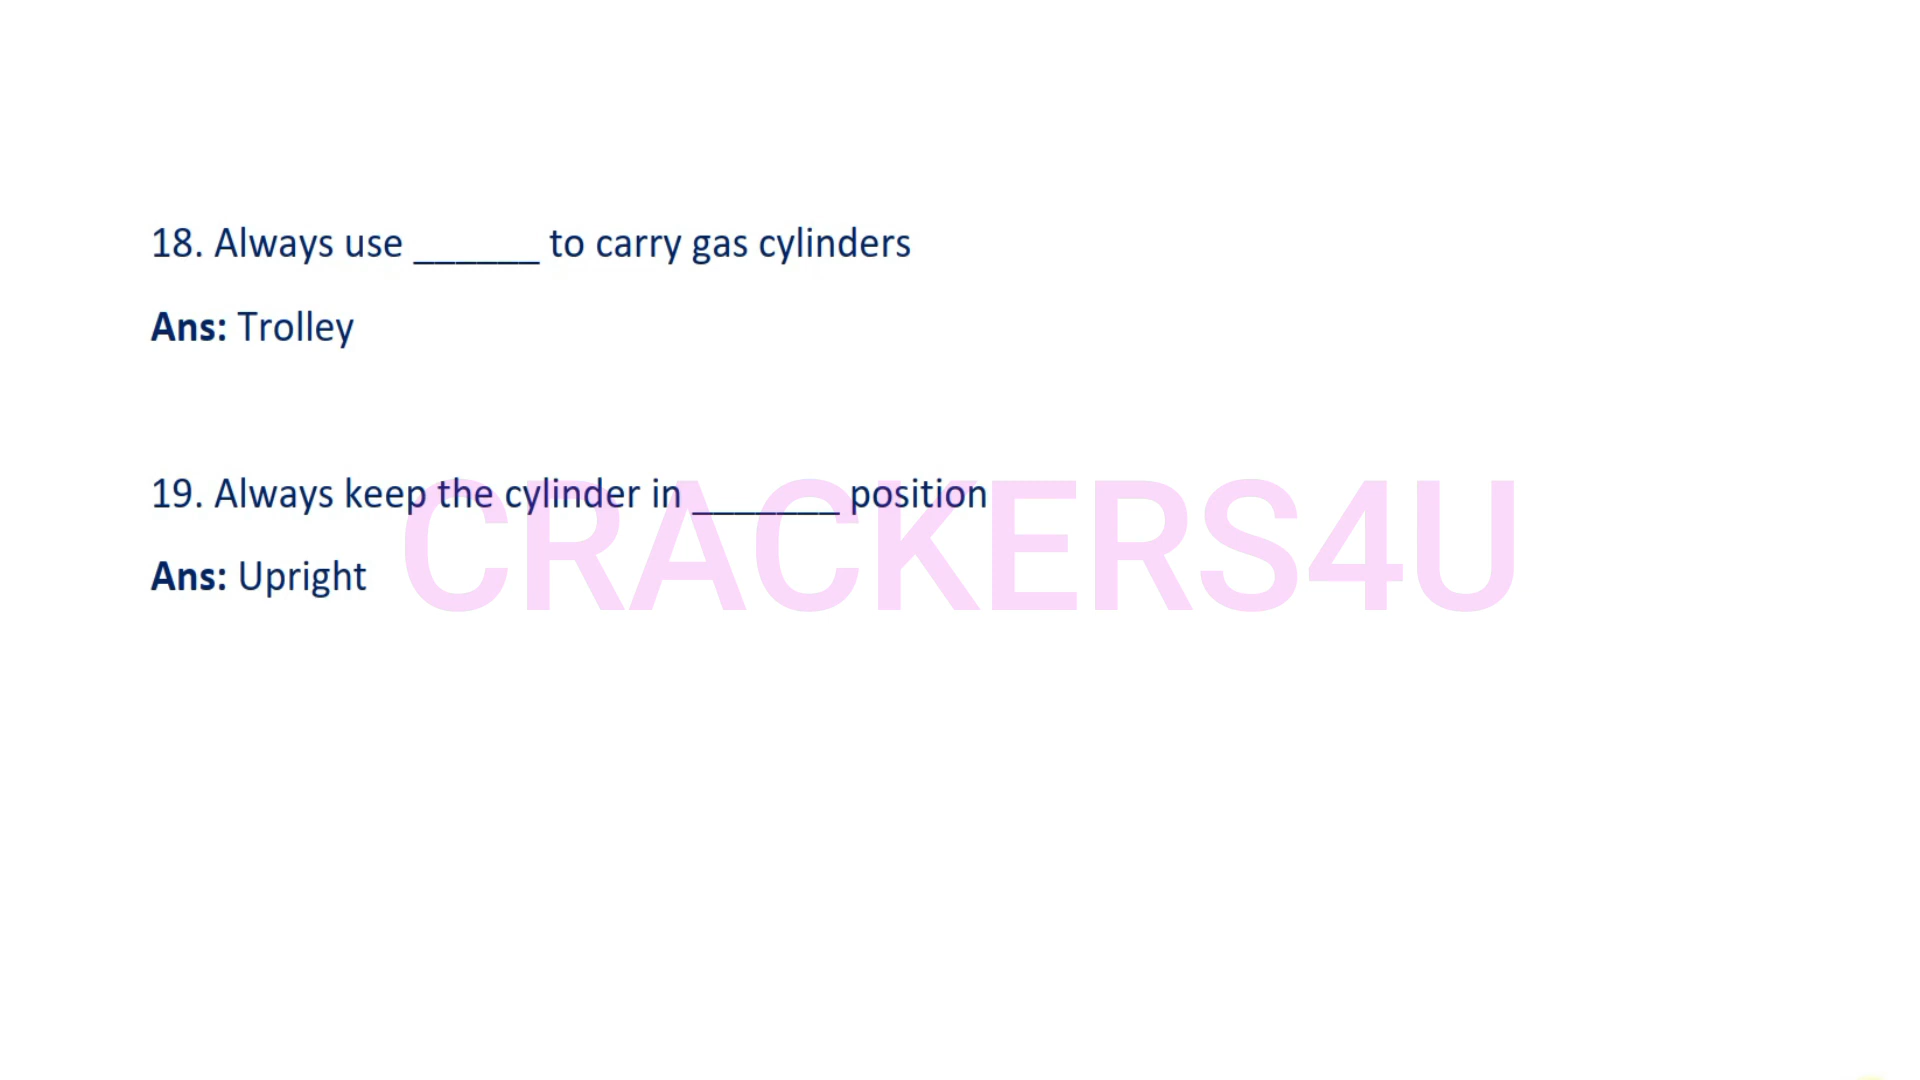 18. Always use ______ to carry gas cylinders
Ans: Trolley
19. Always keep the cylinder in _______ position
Ans: Upright
CRACKERS4U